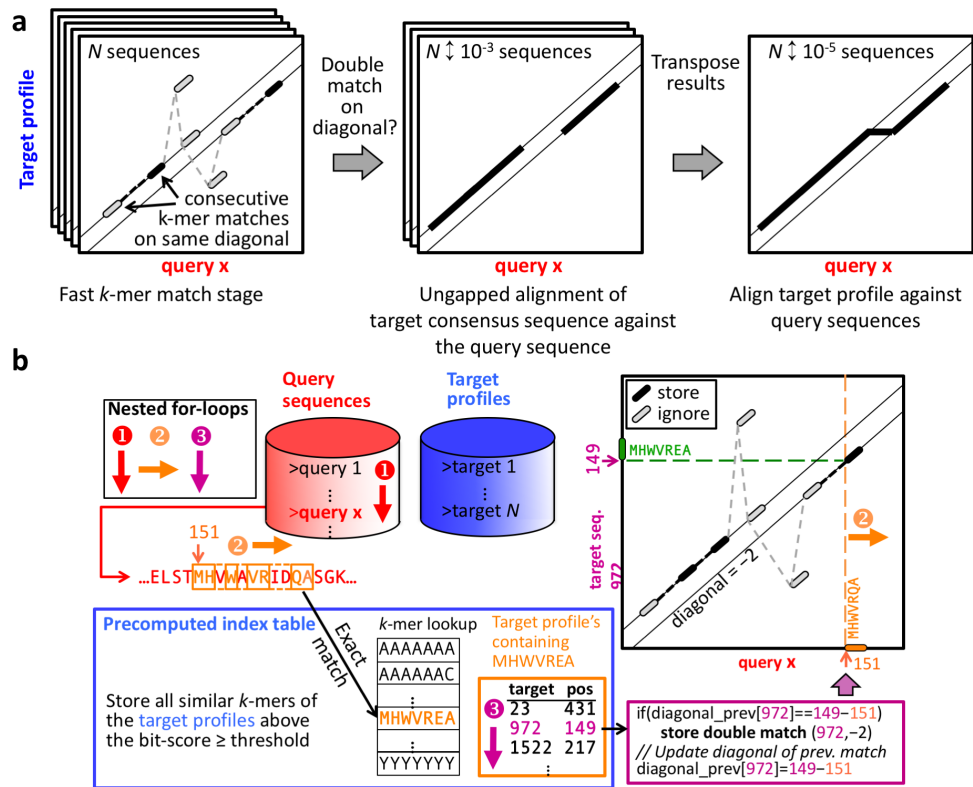 a
Target profile
N sequences
consecutive
k-mer matches
on same diagonal
query x
Fast k-mer match stage
Double
match
on
diagonal?
N ↕ 10⁻³ sequences
query x
Ungapped alignment of
target consensus sequence against
the query sequence
Transpose
results
N ↕ 10⁻⁵ sequences
query x
Align target profile against
query sequences
b
Nested for-loops
1 2 3
Query
sequences
>query 1
⋮
>query x
⋮
1
Target
profiles
>target 1
⋮
>target N
151
2
…ELSTMHVWAVRIDQASGK…
Exact
match
Precomputed index table
Store all similar k-mers of
the target profiles above
the bit-score ≥ threshold
k-mer lookup
AAAAAAA
AAAAAAC
⋮
MHWVREA
⋮
YYYYYYY
Target profile's
containing
MHWVREA
target pos
3
23 431
972 149
1522 217
⋮
store
ignore
MHWVREA
149
target seq.
972
diagonal = −2
2
MHWVRQA
query x
151
if(diagonal_prev[972]==149−151)
store double match (972,−2)
// Update diagonal of prev. match
diagonal_prev[972]=149−151